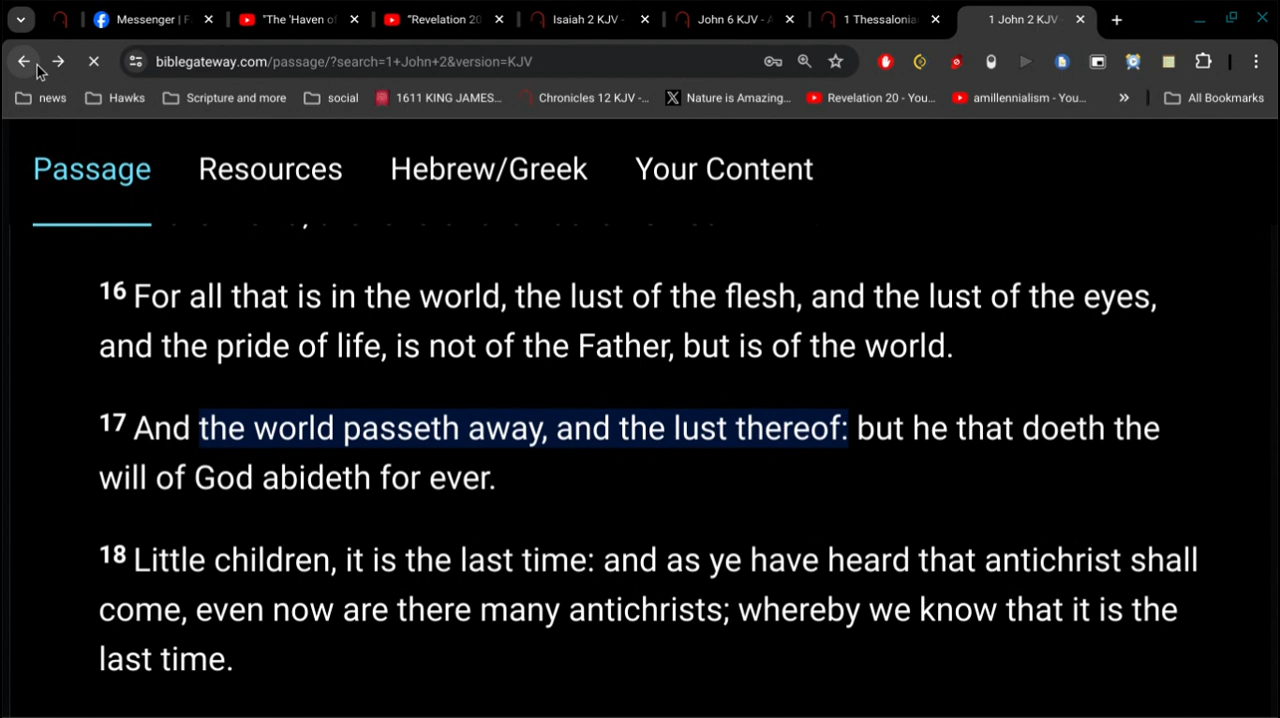 Messenger | F
"The 'Haven of
"Revelation 20
Isaiah 2 KJV -
John 6 KJV - A
1 Thessalonia
1 John 2 KJV -
biblegateway.com/passage/?search=1+John+2&version=KJV
news
Hawks
Scripture and more
social
1611 KING JAMES...
Chronicles 12 KJV -...
Nature is Amazing...
Revelation 20 - You...
amillennialism - You...
All Bookmarks
Passage
Resources
Hebrew/Greek
Your Content
16 For all that is in the world, the lust of the flesh, and the lust of the eyes,
and the pride of life, is not of the Father, but is of the world.
17 And the world passeth away, and the lust thereof: but he that doeth the
will of God abideth for ever.
18 Little children, it is the last time: and as ye have heard that antichrist shall
come, even now are there many antichrists; whereby we know that it is the
last time.